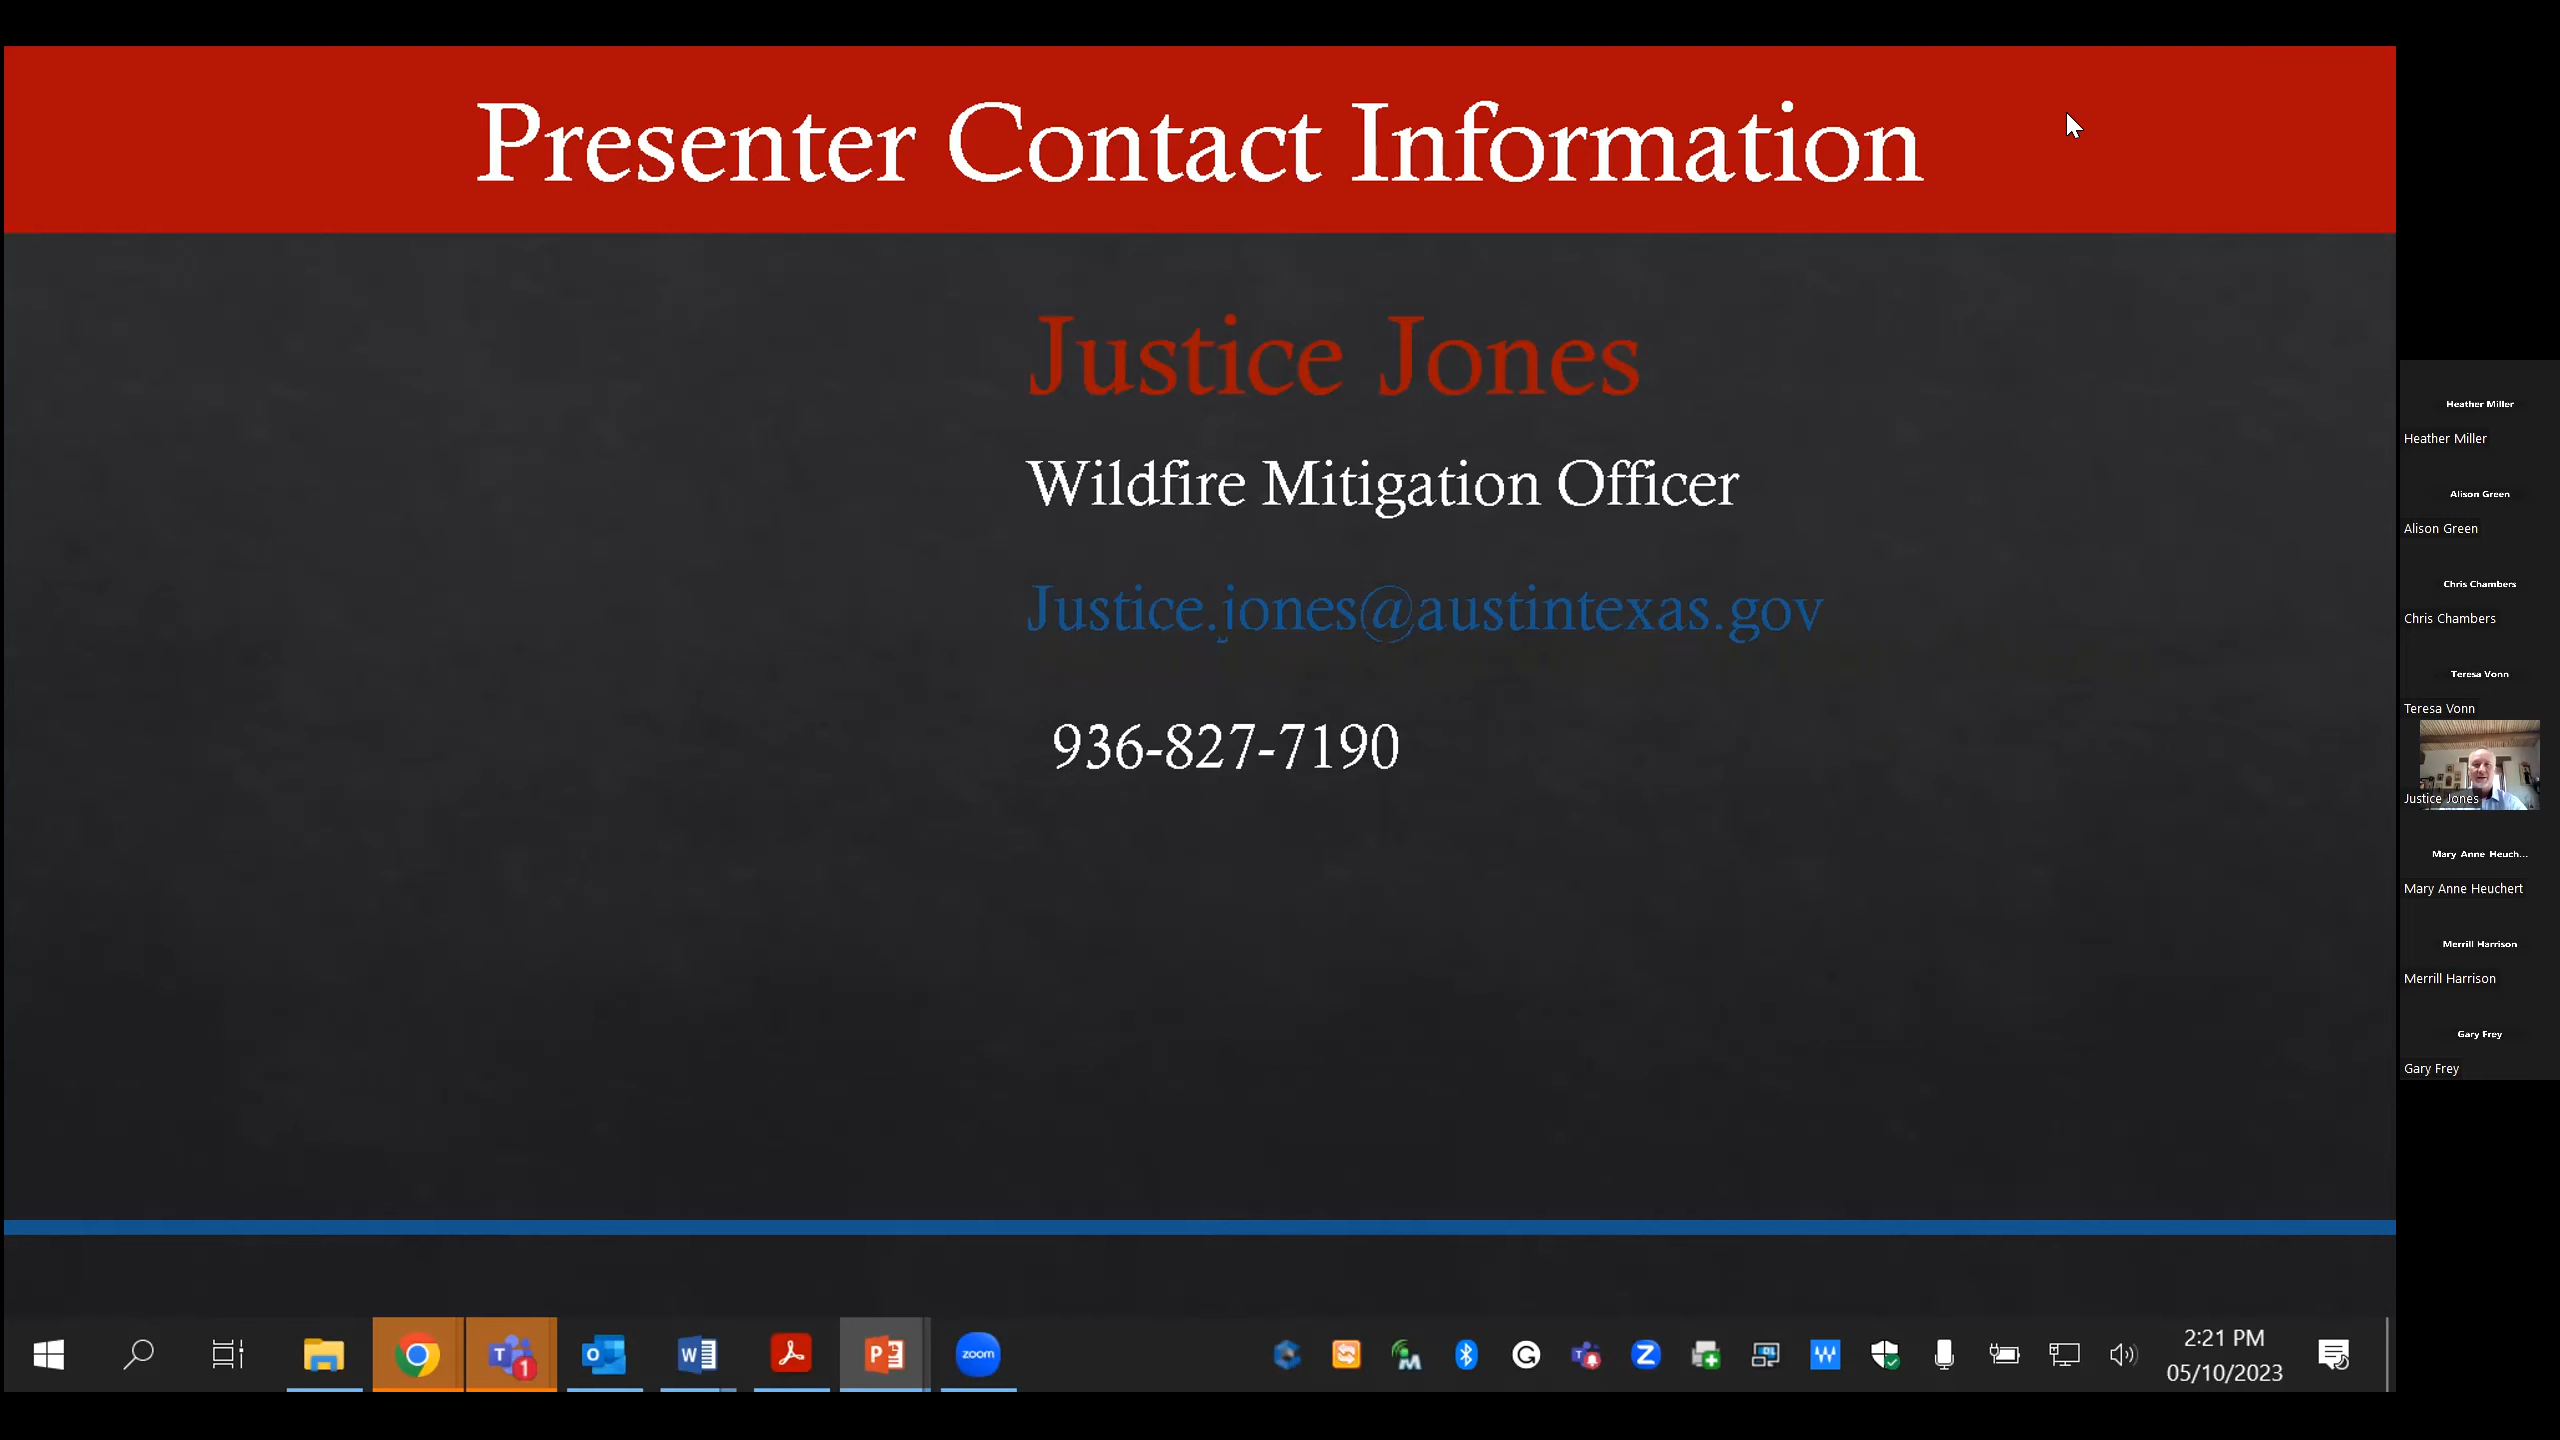 Presenter Contact Information
Justice Jones
Wildfire Mitigation Officer
Justice.jones@austintexas.gov
936-827-7190
Heather Miller
Heather Miller
Alison Green
Alison Green
Chris Chambers
Chris Chambers
Teresa Vonn
Teresa Vonn
Justice Jones
Mary Anne Heuch...
Mary Anne Heuchert
Merrill Harrison
Merrill Harrison
Gary Frey
Gary Frey
zoom
2:21 PM
05/10/2023